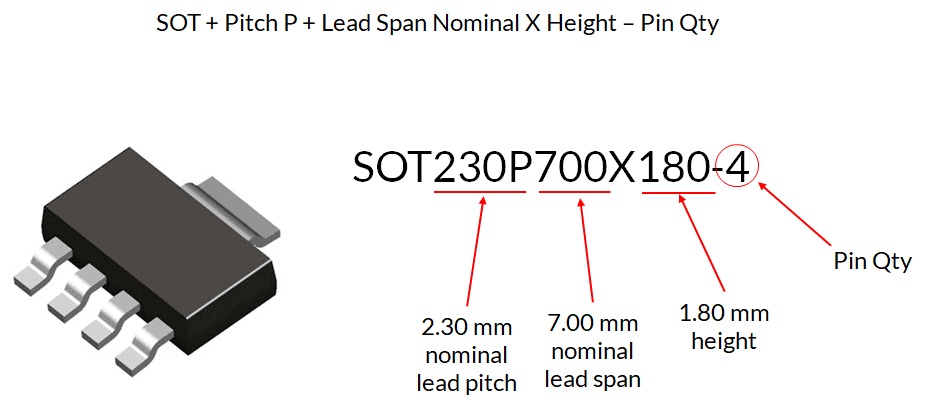 SOT + Pitch P + Lead Span Nominal X Height – Pin Qty
SOT230P700X180-4
Pin Qty
2.30 mm
nominal
lead pitch
7.00 mm
nominal
lead span
1.80 mm
height